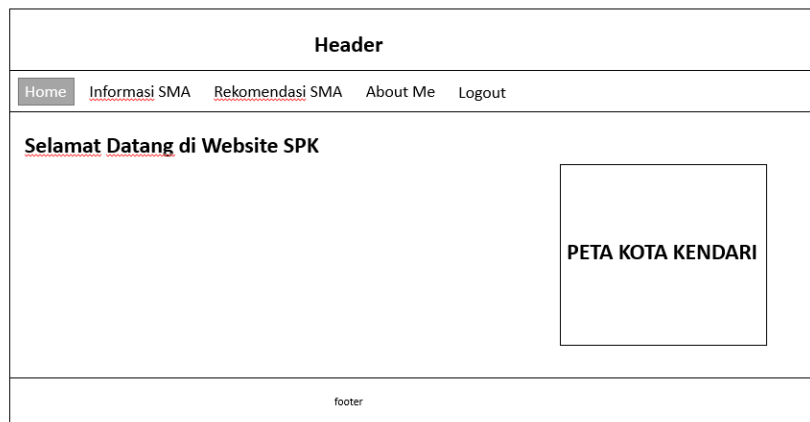 Header
Home Informasi SMA Rekomendasi SMA About Me Logout
Selamat Datang di Website SPK
PETA KOTA KENDARI
footer